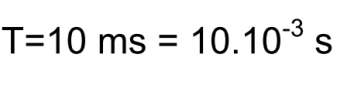 T=10 ms = 10.10⁻³ s